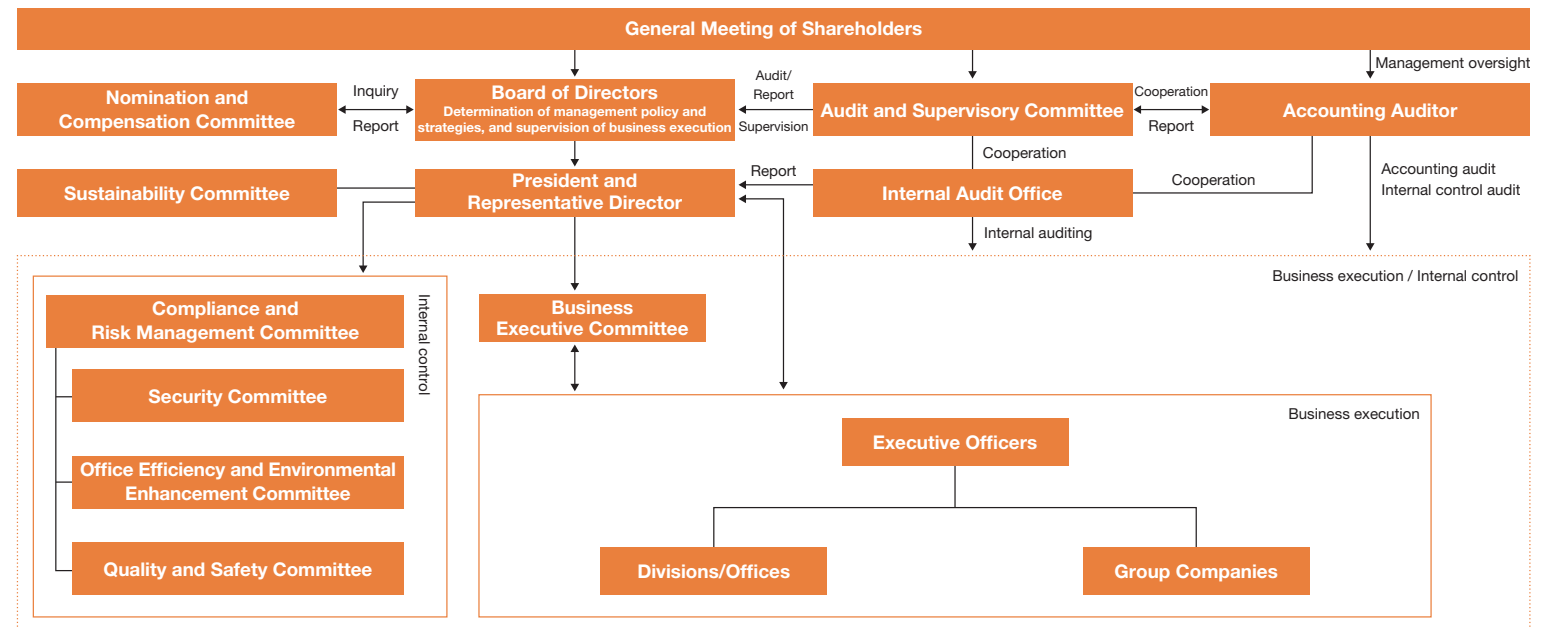 General Meeting of Shareholders
Management oversight
Nomination and
Compensation Committee
Inquiry
Report
Board of Directors
Determination of management policy and
strategies, and supervision of business execution
Audit/
Report
Supervision
Audit and Supervisory Committee
Cooperation
Report
Accounting Auditor
Cooperation
Sustainability Committee
President and
Representative Director
Report
Internal Audit Office
Cooperation
Accounting audit
Internal control audit
Internal auditing
Business execution / Internal control
Compliance and
Risk Management Committee
Internal control
Security Committee
Office Efficiency and Environmental
Enhancement Committee
Quality and Safety Committee
Business
Executive Committee
Business execution
Executive Officers
Divisions/Offices
Group Companies